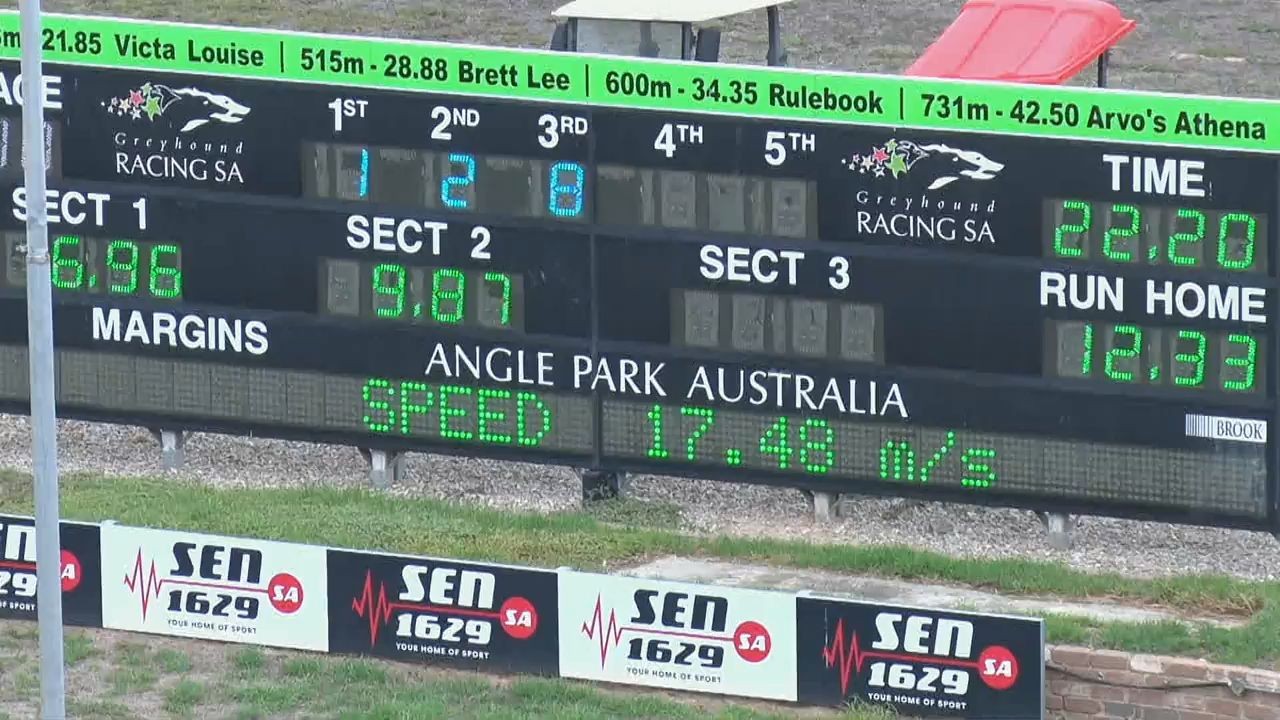 21.85 Victa Louise | 515m - 28.88 Brett Lee | 600m - 34.35 Rulebook | 731m - 42.50 Arvo's Athena
Greyhound
RACING SA
1ST 2ND 3RD 4TH 5TH
1 2 8
Greyhound
RACING SA
TIME
22.20
SECT 1
6.96
SECT 2
9.87
SECT 3
RUN HOME
12.33
MARGINS
ANGLE PARK AUSTRALIA
SPEED 17.48 m/s
BROOK
SEN
1629
SA
YOUR HOME OF SPORT
SEN
1629
SA
YOUR HOME OF SPORT
SEN
1629
SA
YOUR HOME OF SPORT
SEN
1629
SA
YOUR HOME OF SPORT